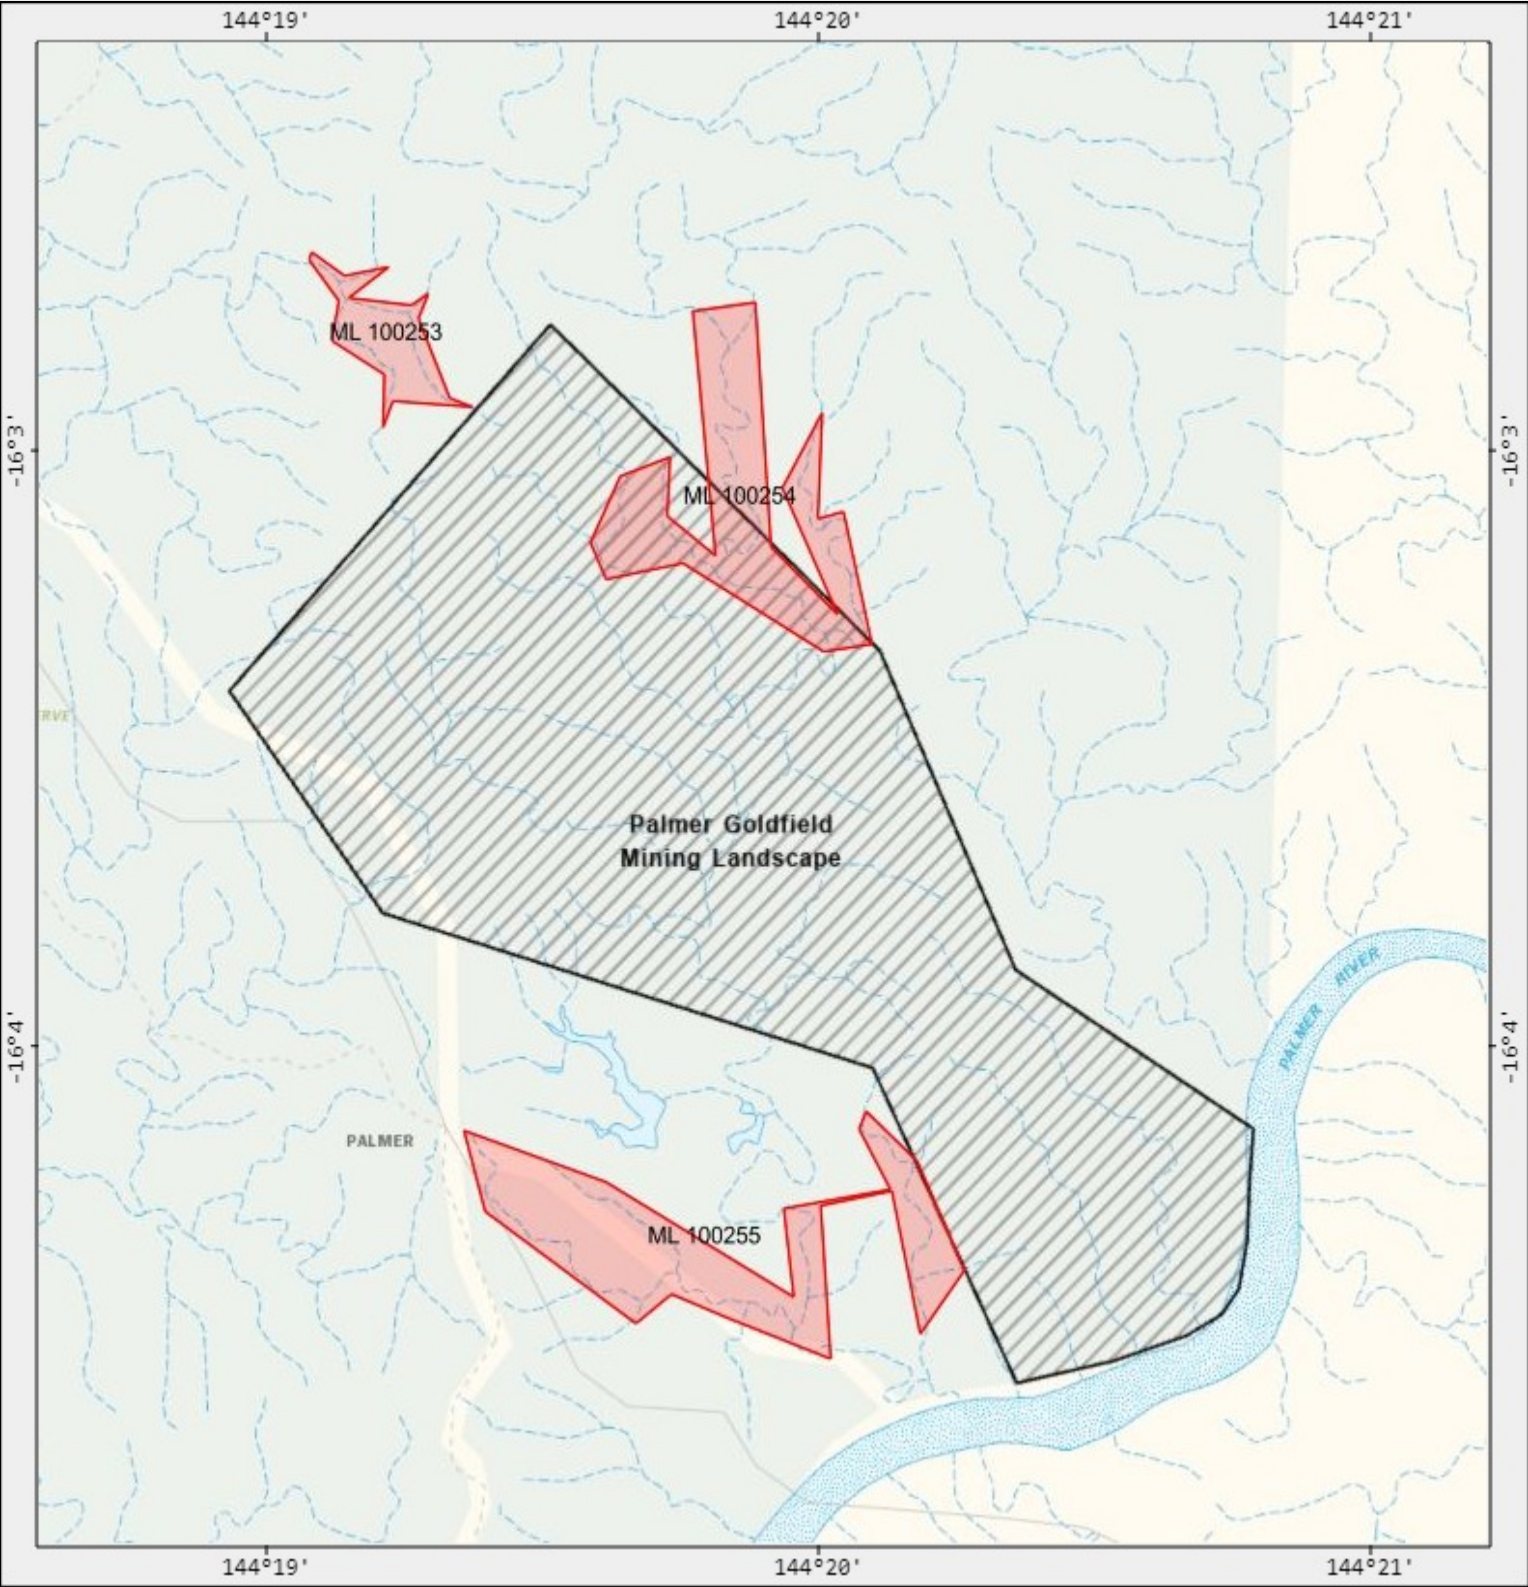 144°19'
144°20'
144°21'
ML 100253
-16°3'
-16°3'
ML 100254
RVE
Palmer Goldfield
Mining Landscape
PALMER RIVER
-16°4'
-16°4'
PALMER
ML 100255
144°19'
144°20'
144°21'